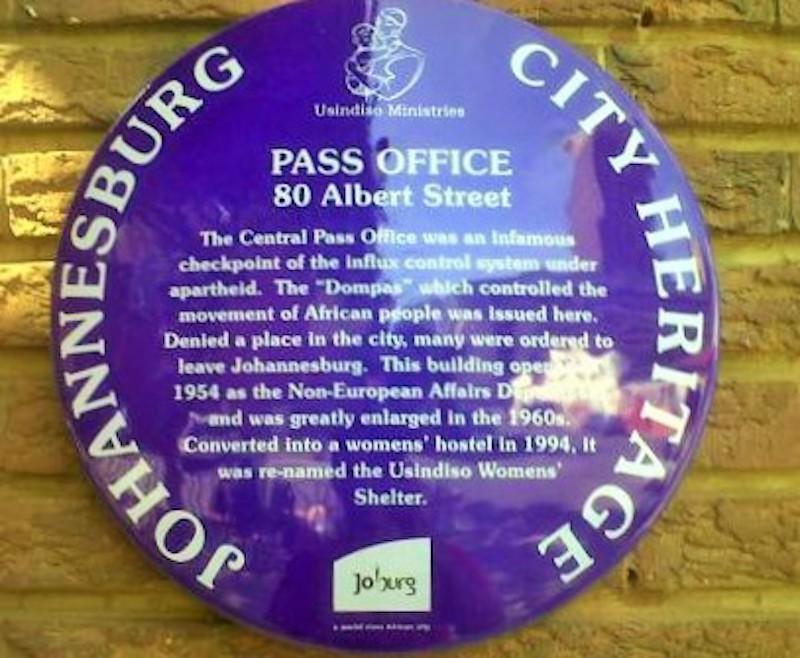 JOHANNESBURG
CITY HERITAGE
Usindiso Ministries
PASS OFFICE
80 Albert Street
The Central Pass Office was an infamous
checkpoint of the influx control system under
apartheid. The "Dompas" which controlled the
movement of African people was issued here.
Denied a place in the city, many were ordered to
leave Johannesburg. This building
1954 as the Non-European Affairs
and was greatly enlarged in the 1960s.
Converted into a womens' hostel in 1994, it
was re-named the Usindiso Womens'
Shelter.
Jo'burg
a world class African city